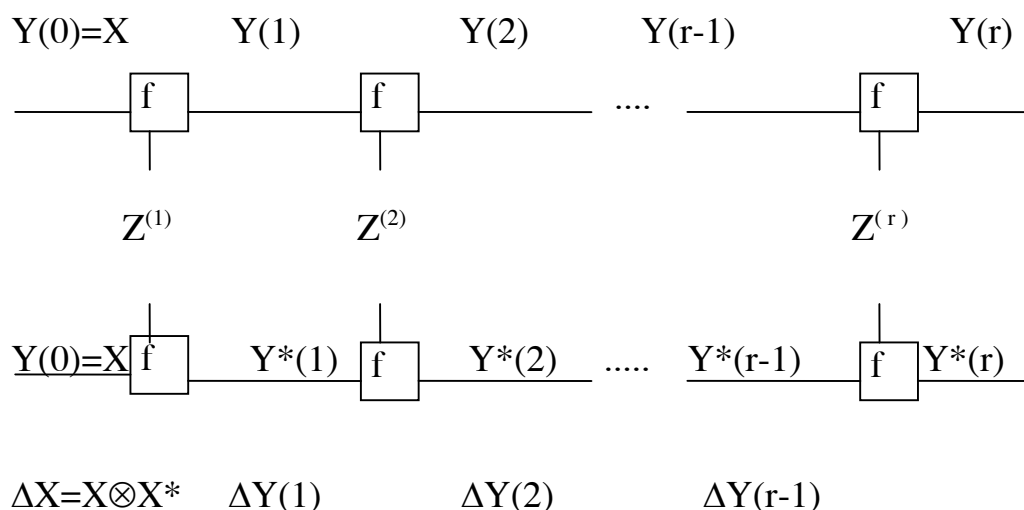 Y(0)=X Y(1) Y(2) Y(r-1) Y(r)
f f .... f
Z(1) Z(2) Z( r )
Y(0)=X f Y*(1) f Y*(2) ..... Y*(r-1) f Y*(r)
ΔX=X⊗X* ΔY(1) ΔY(2) ΔY(r-1)